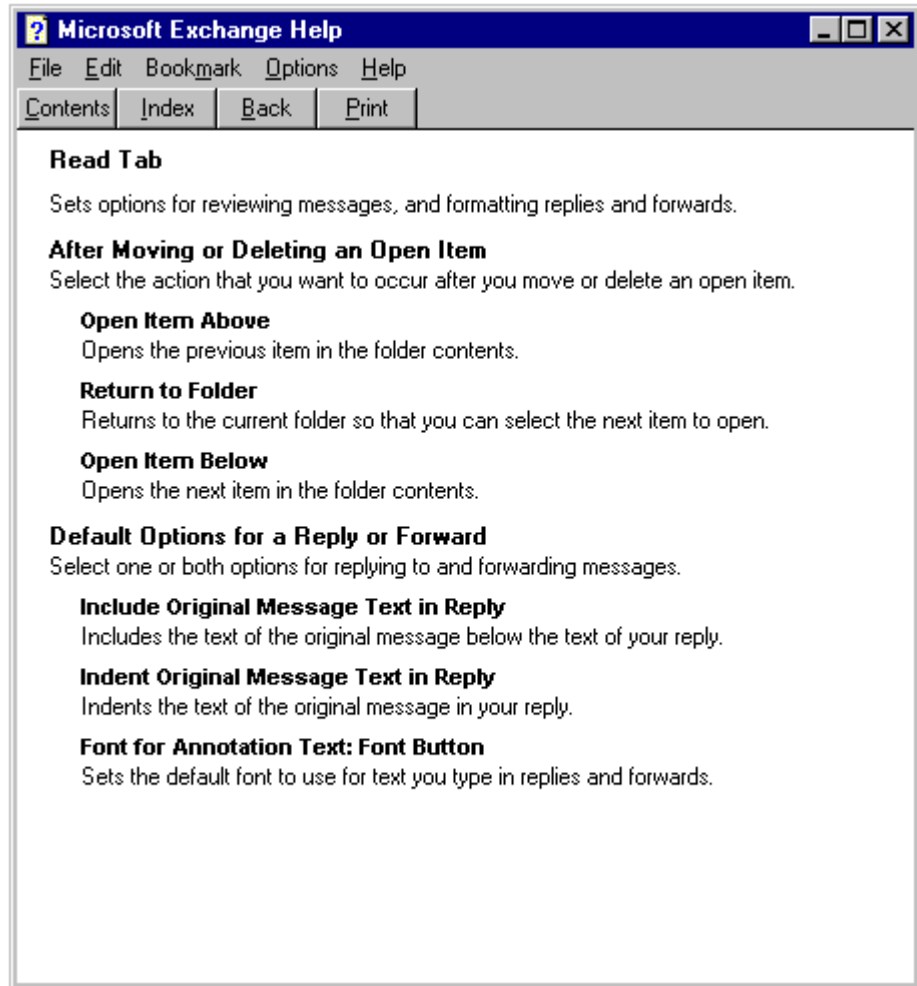 Microsoft Exchange Help
File Edit Bookmark Options Help
Contents Index Back Print
Read Tab
Sets options for reviewing messages, and formatting replies and forwards.
After Moving or Deleting an Open Item
Select the action that you want to occur after you move or delete an open item.
Open Item Above
Opens the previous item in the folder contents.
Return to Folder
Returns to the current folder so that you can select the next item to open.
Open Item Below
Opens the next item in the folder contents.
Default Options for a Reply or Forward
Select one or both options for replying to and forwarding messages.
Include Original Message Text in Reply
Includes the text of the original message below the text of your reply.
Indent Original Message Text in Reply
Indents the text of the original message in your reply.
Font for Annotation Text: Font Button
Sets the default font to use for text you type in replies and forwards.